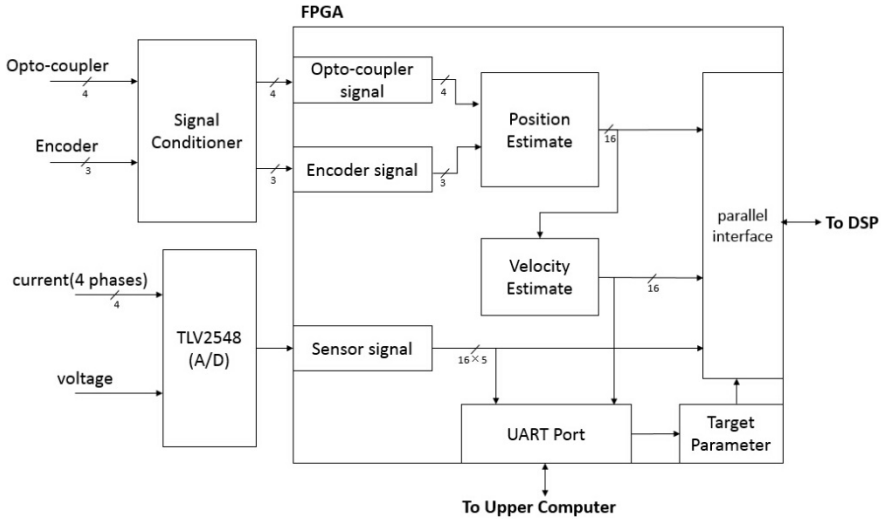 FPGA
Opto-coupler
4
Encoder
3
Signal
Conditioner
4
3
Opto-coupler
signal
4
Encoder signal
3
Position
Estimate
16
Velocity
Estimate
16
parallel
interface
To DSP
current(4 phases)
4
voltage
TLV2548
(A/D)
Sensor signal
16×5
UART Port
Target
Parameter
To Upper Computer